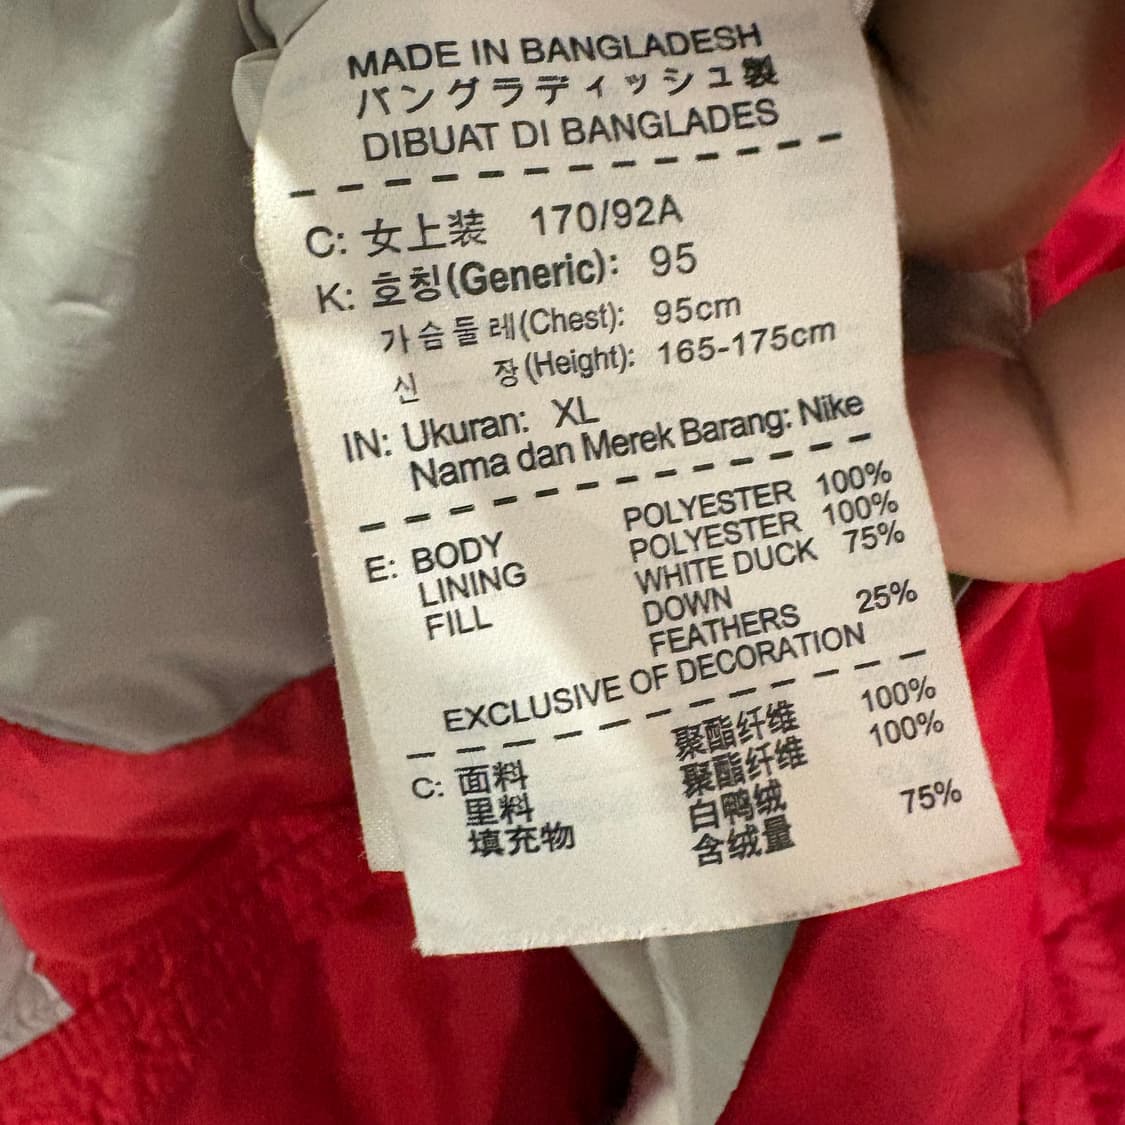 MADE IN BANGLADESH
バングラディッシュ製
DIBUAT DI BANGLADES
C: 女上装 170/92A
K: 호칭(Generic): 95
가슴둘레(Chest): 95cm
신 장(Height): 165-175cm
IN: Ukuran: XL
Nama dan Merek Barang: Nike
E: BODY POLYESTER 100%
LINING POLYESTER 100%
FILL WHITE DUCK 75%
DOWN
FEATHERS 25%
EXCLUSIVE OF DECORATION
C: 面料 聚酯纤维 100%
里料 聚酯纤维 100%
填充物 白鸭绒
含绒量 75%